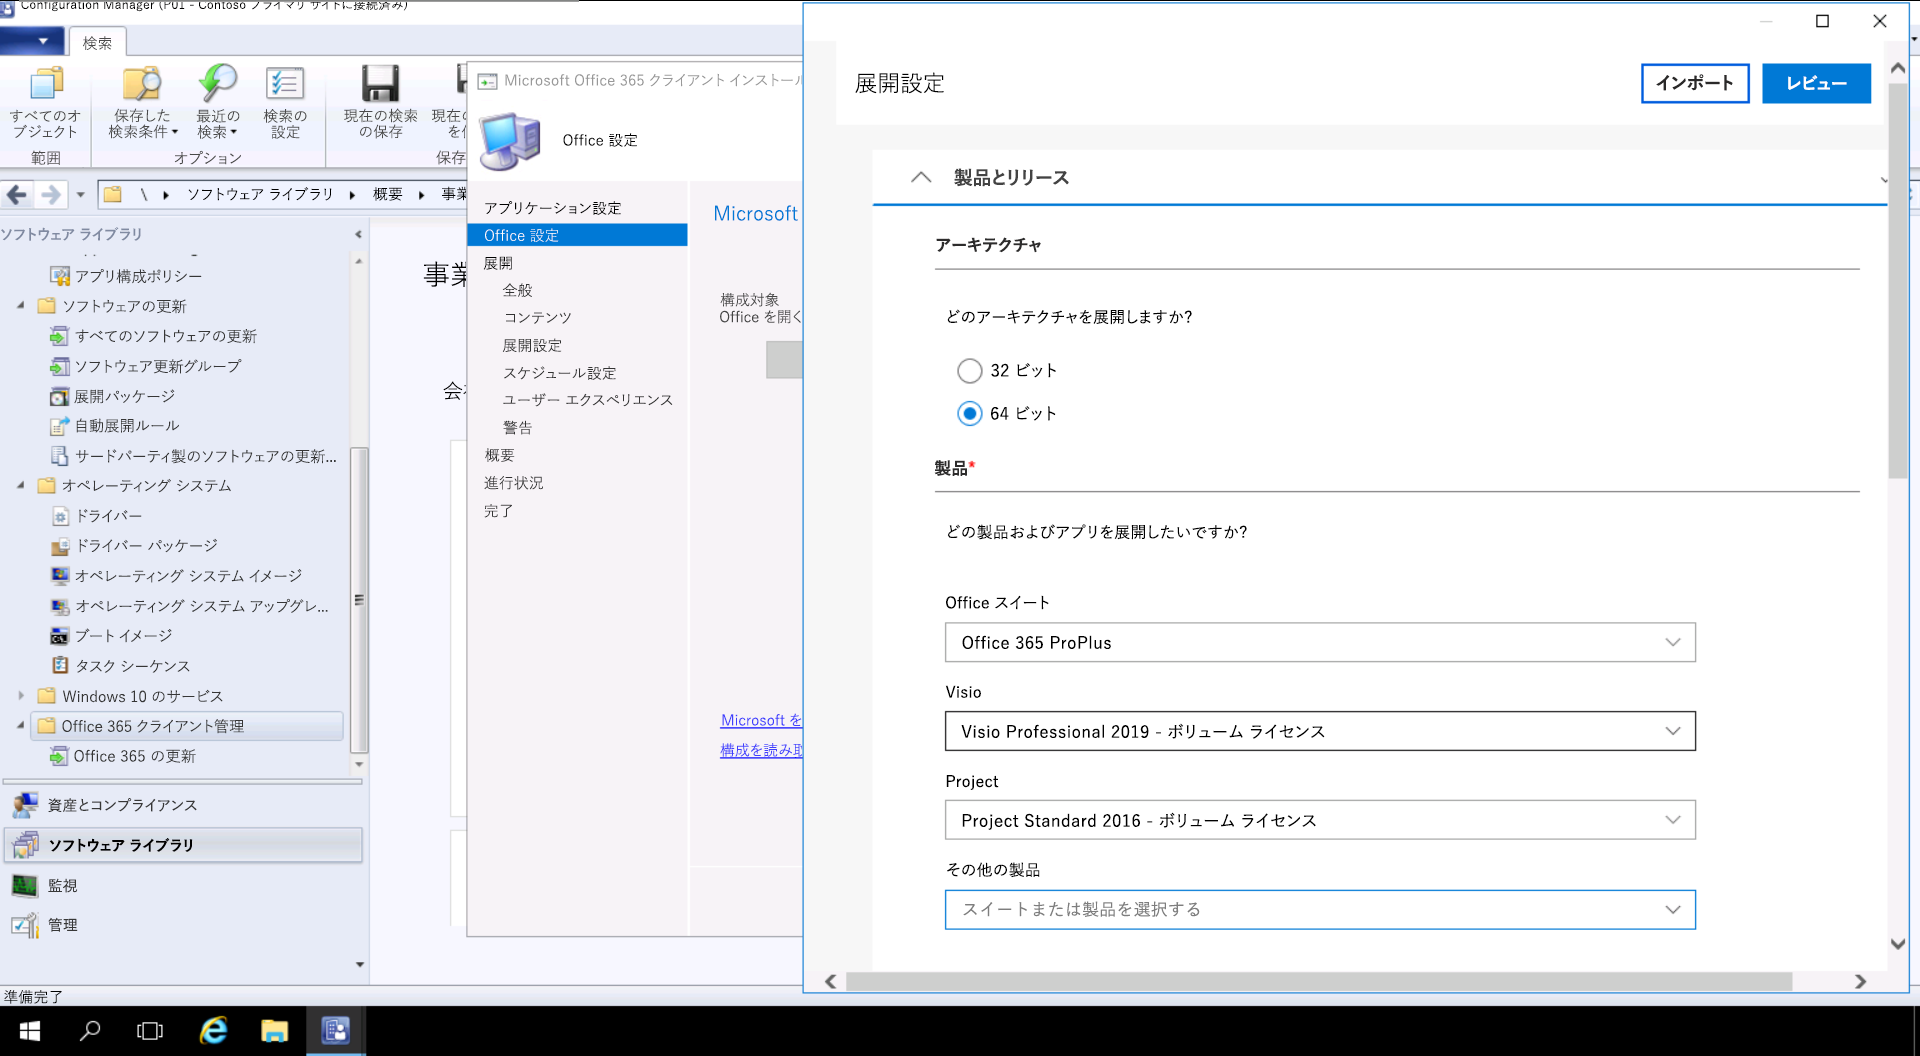 Configuration Manager (P01 - Contoso プライマリ サイトに接続済み)
検索
すべてのオ
ブジェクト
保存した
検索条件
最近の
検索
検索の
設定
現在の検索
の保存
範囲
オプション
保存
\ ソフトウェア ライブラリ 概要 事業
ソフトウェア ライブラリ
アプリ構成ポリシー
ソフトウェアの更新
すべてのソフトウェアの更新
ソフトウェア更新グループ
展開パッケージ
自動展開ルール
サードパーティ製のソフトウェアの更新...
オペレーティング システム
ドライバー
ドライバー パッケージ
オペレーティング システム イメージ
オペレーティング システム アップグレ...
ブート イメージ
タスク シーケンス
Windows 10 のサービス
Office 365 クライアント管理
Office 365 の更新
資産とコンプライアンス
ソフトウェア ライブラリ
監視
管理
準備完了
事業
Microsoft Office 365 クライアント インストール
Office 設定
アプリケーション設定
Office 設定
展開
全般
コンテンツ
展開設定
スケジュール設定
ユーザー エクスペリエンス
警告
概要
進行状況
完了
Microsoft
構成対象
Office を開く
Microsoft を
構成を読み取
展開設定
インポート
レビュー
製品とリリース
アーキテクチャ
どのアーキテクチャを展開しますか?
32 ビット
64 ビット
製品*
どの製品およびアプリを展開したいですか?
Office スイート
Office 365 ProPlus
Visio
Visio Professional 2019 - ボリューム ライセンス
Project
Project Standard 2016 - ボリューム ライセンス
その他の製品
スイートまたは製品を選択する